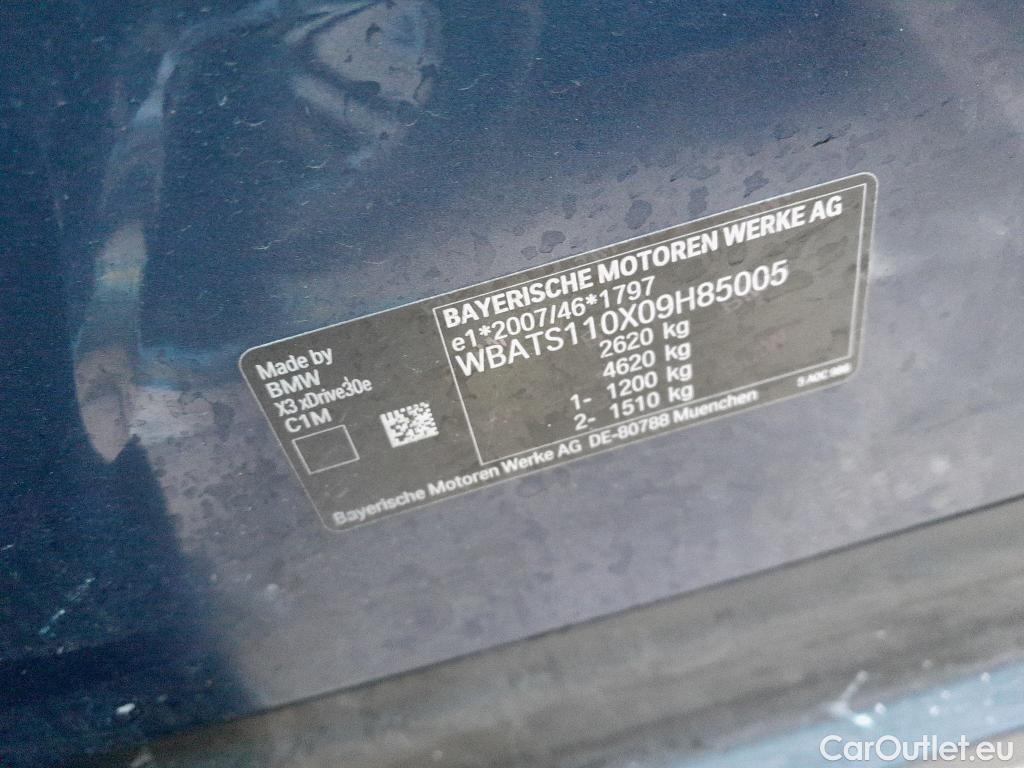 Made by
BMW
X3 xDrive30e
C1M
BAYERISCHE MOTOREN WERKE AG
e1*2007/46*1797
WBATS110X09H85005
2620 kg
4620 kg
1- 1200 kg
2- 1510 kg
Bayerische Motoren Werke AG DE-80788 Muenchen
CarOutlet.eu